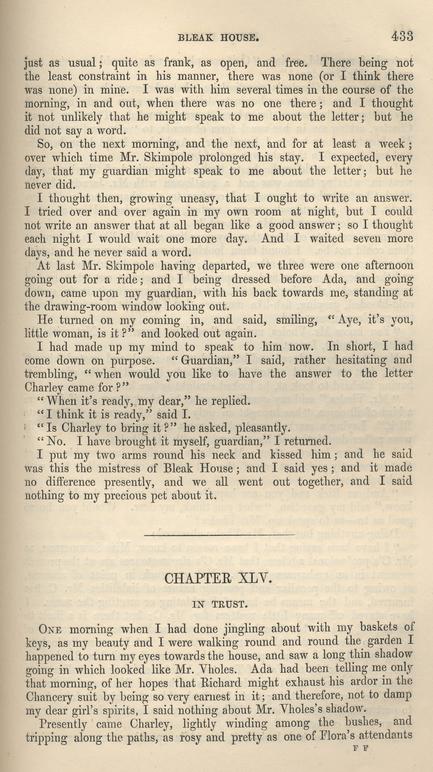 BLEAK HOUSE. 433
just as usual; quite as frank, as open, and free. There being not
the least constraint in his manner, there was none (or I think there
was none) in mine. I was with him several times in the course of the
morning, in and out, when there was no one there; and I thought
it not unlikely that he might speak to me about the letter; but he
did not say a word.
So, on the next morning, and the next, and for at least a week;
over which time Mr. Skimpole prolonged his stay. I expected, every
day, that my guardian might speak to me about the letter; but he
never did.
I thought then, growing uneasy, that I ought to write an answer.
I tried over and over again in my own room at night, but I could
not write an answer that at all began like a good answer; so I thought
each night I would wait one more day. And I waited seven more
days, and he never said a word.
At last Mr. Skimpole having departed, we three were one afternoon
going out for a ride; and I being dressed before Ada, and going
down, came upon my guardian, with his back towards me, standing at
the drawing-room window looking out.
He turned on my coming in, and said, smiling, "Aye, it's you,
little woman, is it?" and looked out again.
I had made up my mind to speak to him now. In short, I had
come down on purpose. "Guardian," I said, rather hesitating and
trembling, "when would you like to have the answer to the letter
Charley came for?"
"When it's ready, my dear," he replied.
"I think it is ready," said I.
"Is Charley to bring it?" he asked, pleasantly.
"No. I have brought it myself, guardian," I returned.
I put my two arms round his neck and kissed him; and he said
was this the mistress of Bleak House; and I said yes; and it made
no difference presently, and we all went out together, and I said
nothing to my precious pet about it.
CHAPTER XLV.
IN TRUST.
ONE morning when I had done jingling about with my baskets of
keys, as my beauty and I were walking round and round the garden I
happened to turn my eyes towards the house, and saw a long thin shadow
going in which looked like Mr. Vholes. Ada had been telling me only
that morning, of her hopes that Richard might exhaust his ardor in the
Chancery suit by being so very earnest in it; and therefore, not to damp
my dear girl's spirits, I said nothing about Mr. Vholes's shadow.
Presently came Charley, lightly winding among the bushes, and
tripping along the paths, as rosy and pretty as one of Flora's attendants
F F